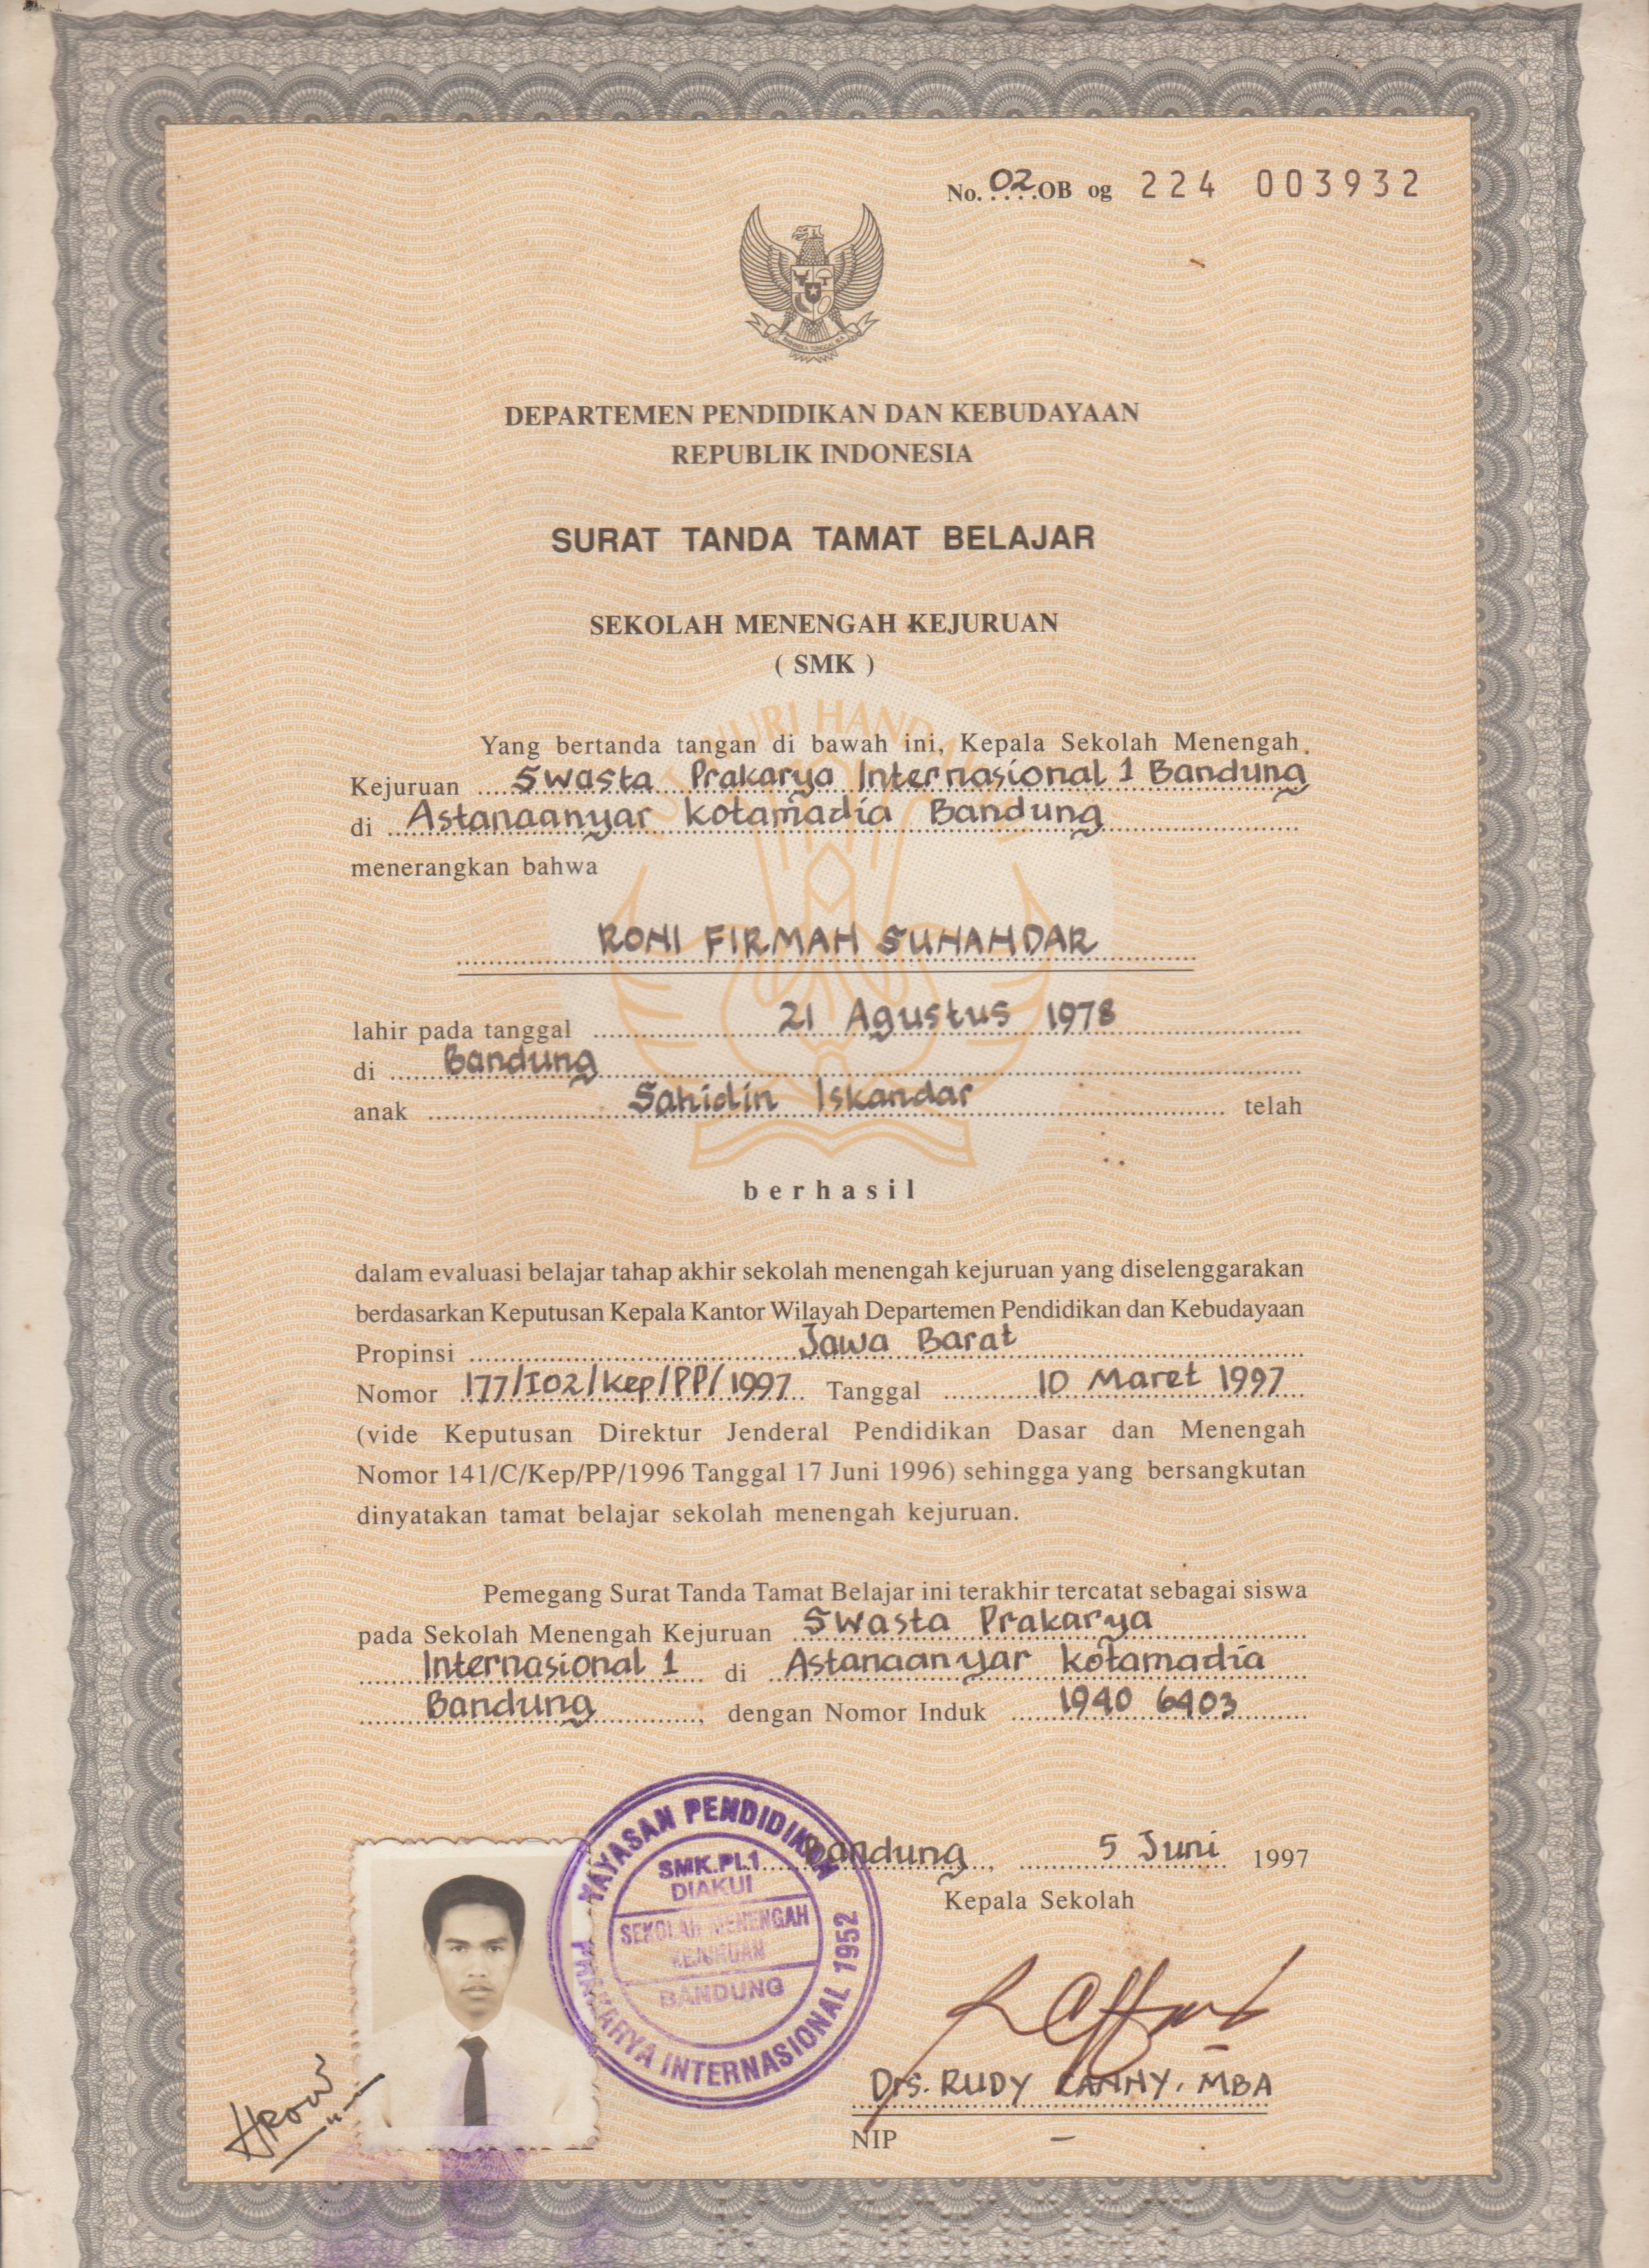 No. 02 OB og 224 003932
DEPARTEMEN PENDIDIKAN DAN KEBUDAYAAN
REPUBLIK INDONESIA
SURAT TANDA TAMAT BELAJAR
SEKOLAH MENENGAH KEJURUAN
( SMK )
Yang bertanda tangan di bawah ini, Kepala Sekolah Menengah
Kejuruan Swasta Prakarya Internasional 1 Bandung
di Astanaanyar Kotamadia Bandung
menerangkan bahwa
RONI FIRMAN SUNANDAR
lahir pada tanggal 21 Agustus 1978
di Bandung
anak Sahidin Iskandar telah
berhasil
dalam evaluasi belajar tahap akhir sekolah menengah kejuruan yang diselenggarakan
berdasarkan Keputusan Kepala Kantor Wilayah Departemen Pendidikan dan Kebudayaan
Propinsi Jawa Barat
Nomor 177/I02/Kep/PP/1997 Tanggal 10 Maret 1997
(vide Keputusan Direktur Jenderal Pendidikan Dasar dan Menengah
Nomor 141/C/Kep/PP/1996 Tanggal 17 Juni 1996) sehingga yang bersangkutan
dinyatakan tamat belajar sekolah menengah kejuruan.
Pemegang Surat Tanda Tamat Belajar ini terakhir tercatat sebagai siswa
pada Sekolah Menengah Kejuruan Swasta Prakarya
Internasional 1 di Astanaanyar Kotamadia
Bandung, dengan Nomor Induk 1940 6403
Bandung, 5 Juni 1997
Kepala Sekolah
YAYASAN PENDIDIKAN
PRAKARYA INTERNASIONAL 1952
SMK.PI.1
DIAKUI
SEKOLAH MENENGAH
KEJURUAN
BANDUNG
Drs. RUDY KANNY. MBA
NIP -